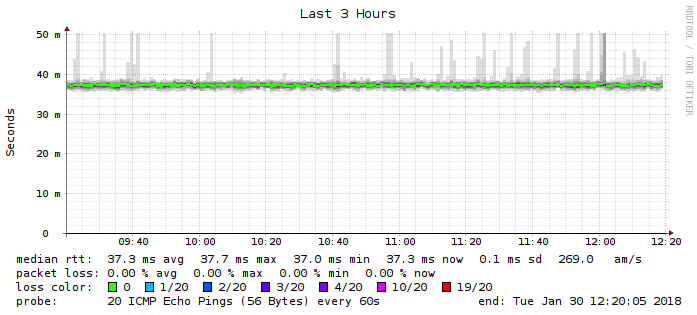 Last 3 Hours
RRDTOOL / TOBI OETIKER
Seconds
50 m
40 m
30 m
20 m
10 m
0
09:40 10:00 10:20 10:40 11:00 11:20 11:40 12:00 12:20
median rtt: 37.3 ms avg 37.7 ms max 37.0 ms min 37.3 ms now 0.1 ms sd 269.0 am/s
packet loss: 0.00 % avg 0.00 % max 0.00 % min 0.00 % now
loss color: 0 1/20 2/20 3/20 4/20 10/20 19/20
probe: 20 ICMP Echo Pings (56 Bytes) every 60s end: Tue Jan 30 12:20:05 2018